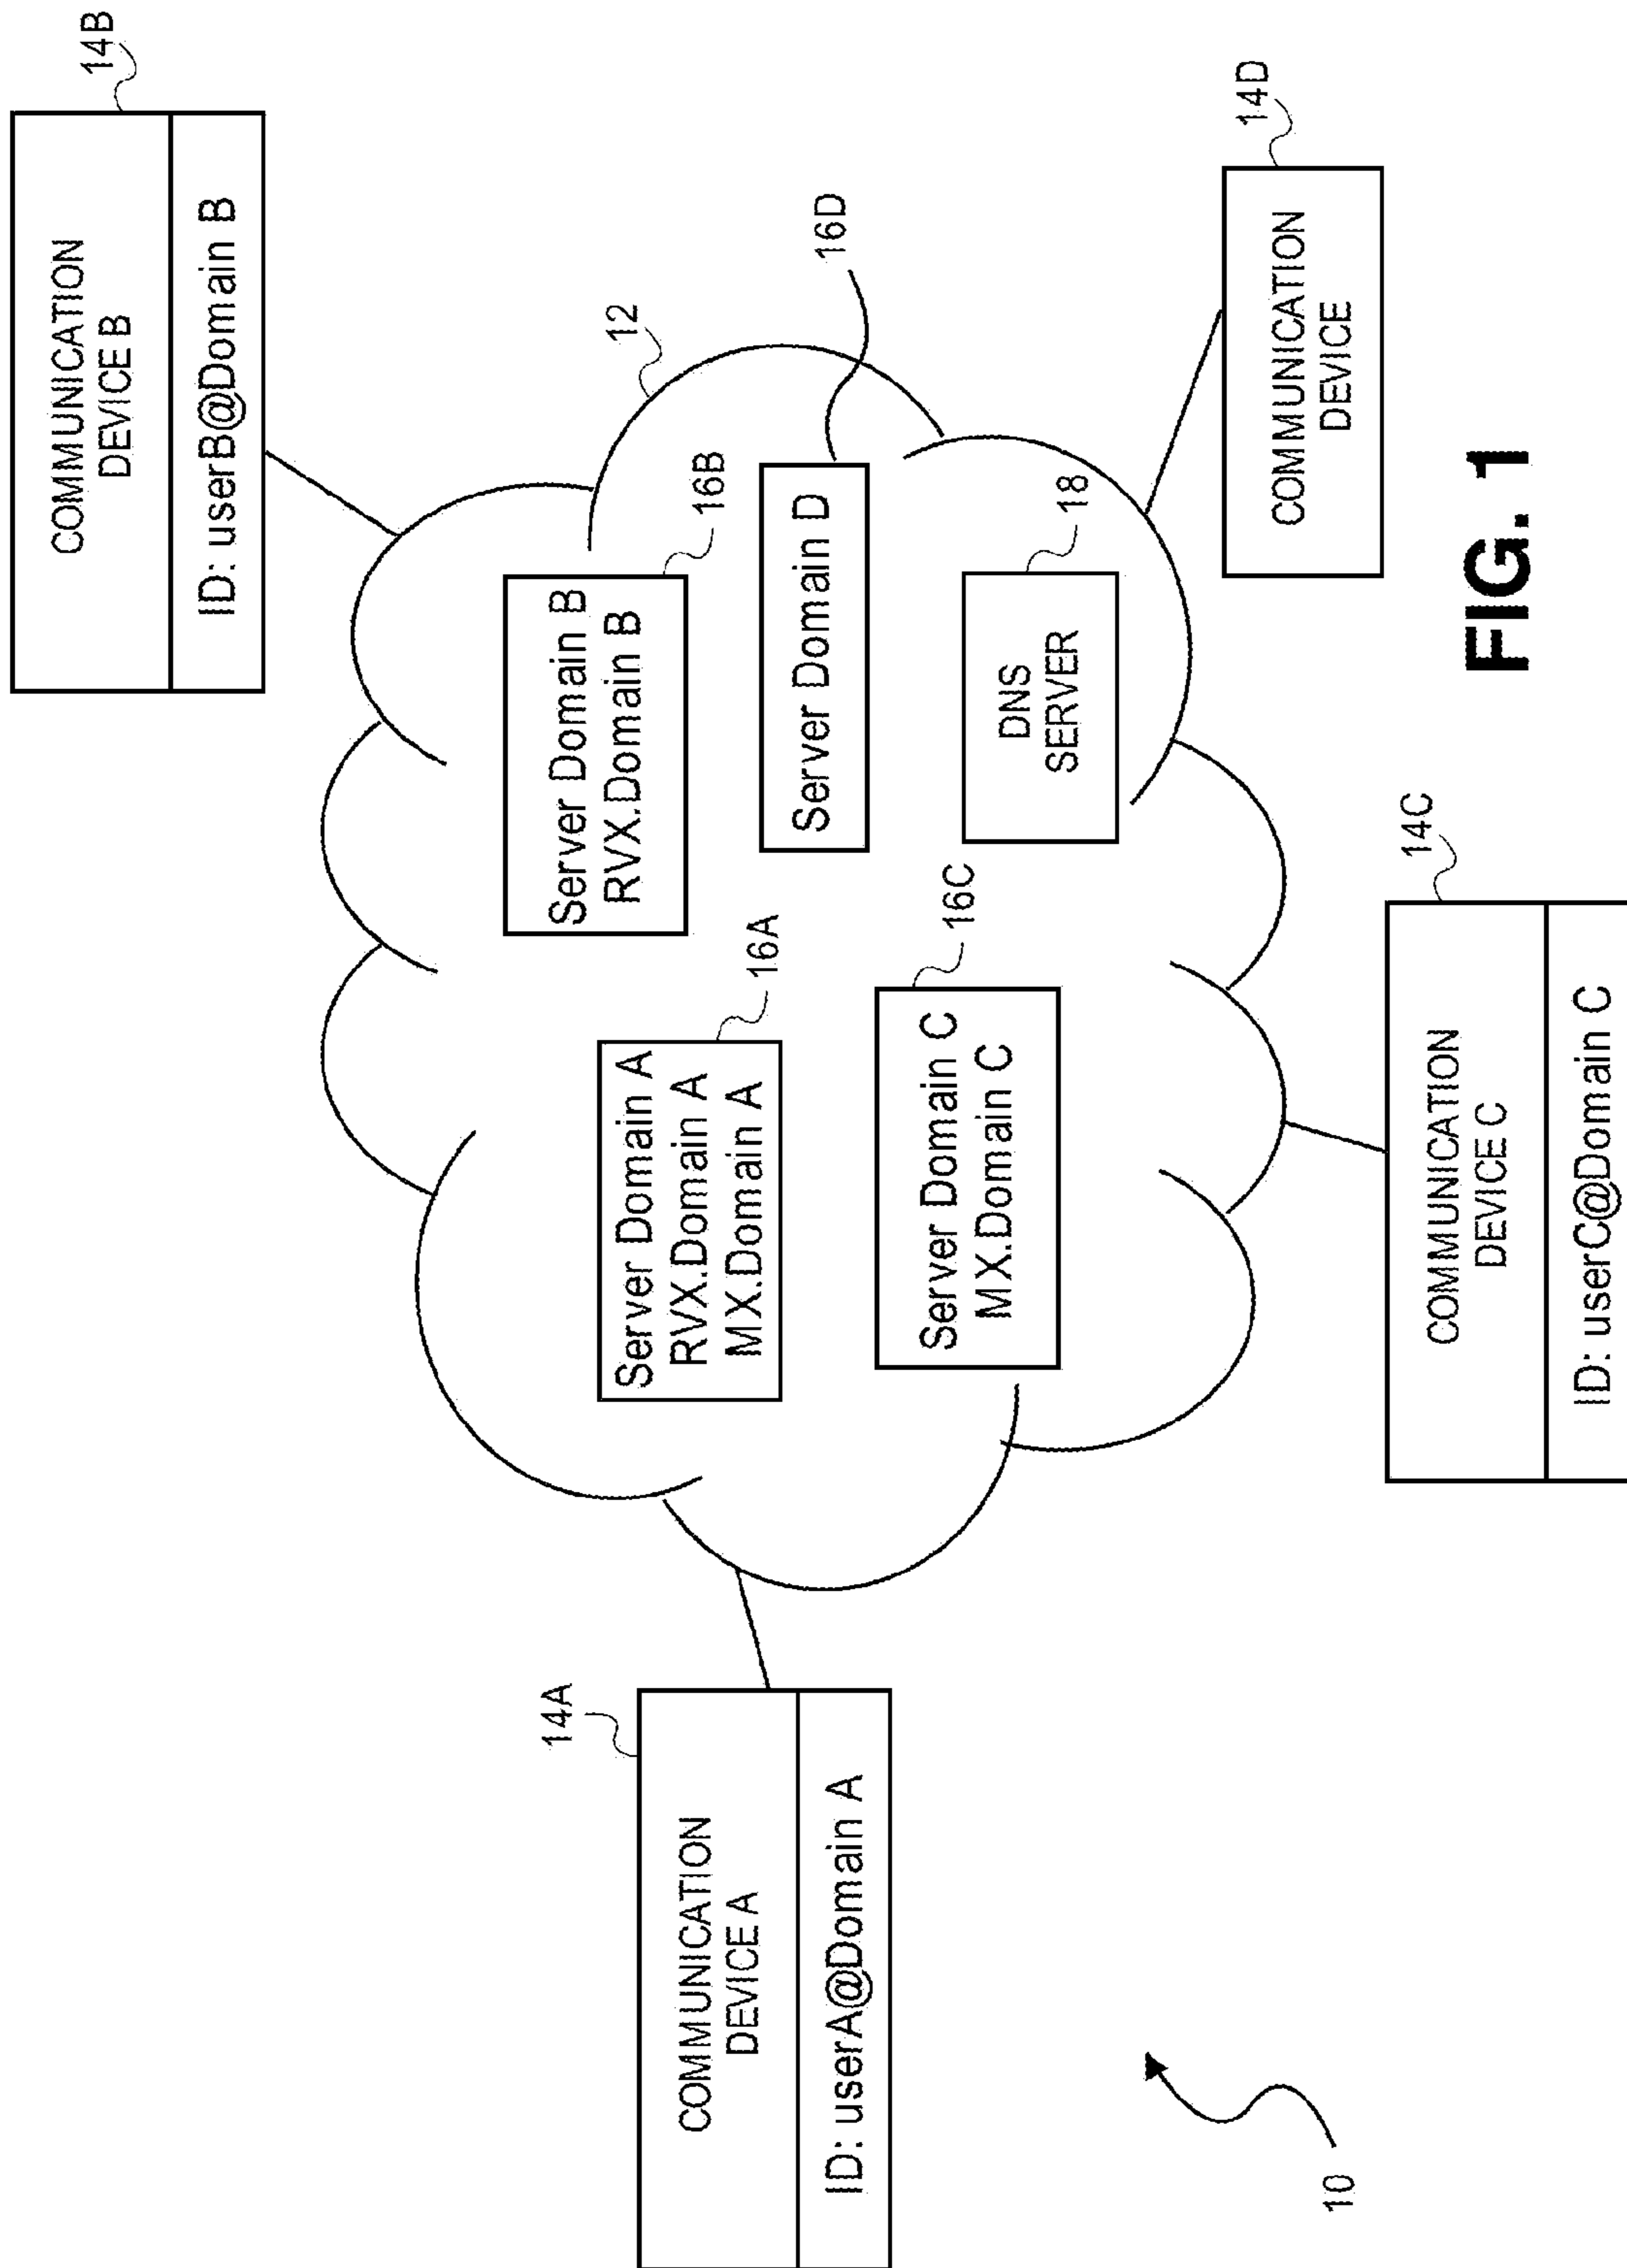 14B
COMMUNICATION
DEVICE B
ID: userB@Domain B
12
16D
14A
COMMUNICATION
DEVICE A
ID: userA@Domain A
16A
Server Domain A
RVX.Domain A
MX.Domain A
16B
Server Domain B
RVX.Domain B
Server Domain D
16C
Server Domain C
MX.Domain C
18
DNS
SERVER
14D
COMMUNICATION
DEVICE
14C
COMMUNICATION
DEVICE C
ID: userC@Domain C
10
FIG. 1